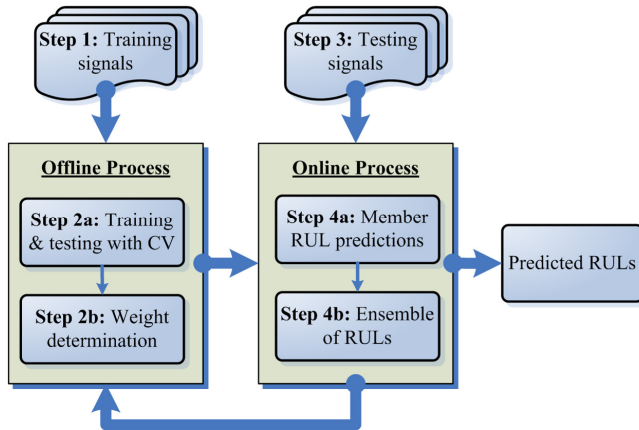 Step 1: Training
signals
Step 3: Testing
signals
Offline Process
Step 2a: Training
& testing with CV
Step 2b: Weight
determination
Online Process
Step 4a: Member
RUL predictions
Step 4b: Ensemble
of RULs
Predicted RULs